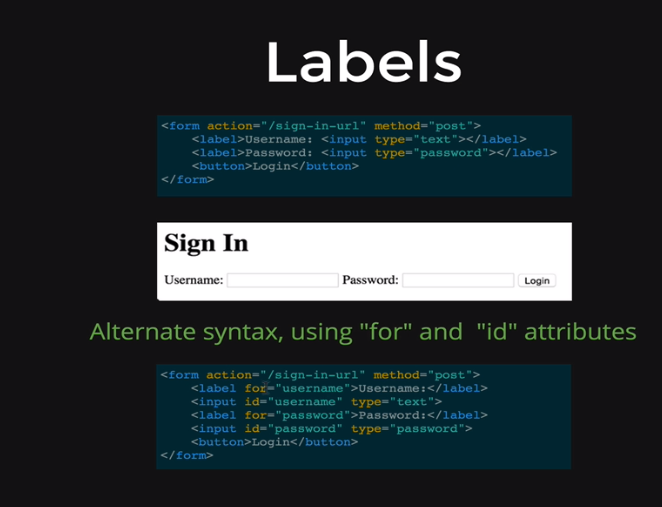 Labels
<form action="/sign-in-url" method="post">
<label>Username: <input type="text"></label>
<label>Password: <input type="password"></label>
<button>Login</button>
</form>
Sign In
Username: Password: Login
Alternate syntax, using "for" and "id" attributes
<form action="/sign-in-url" method="post">
<label for="username">Username:</label>
<input id="username" type="text">
<label for="password">Password:</label>
<input id="password" type="password">
<button>Login</button>
</form>